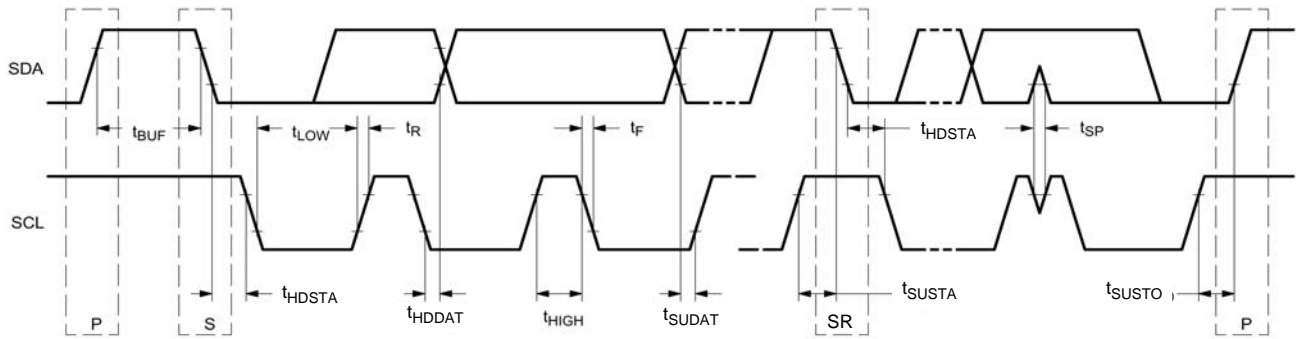 SDA
tBUF
tLOW
tR
tF
tHDSTA
tSP
SCL
tHDSTA
tHDDAT
tHIGH
tSUDAT
tSUSTA
tSUSTO
P
S
SR
P